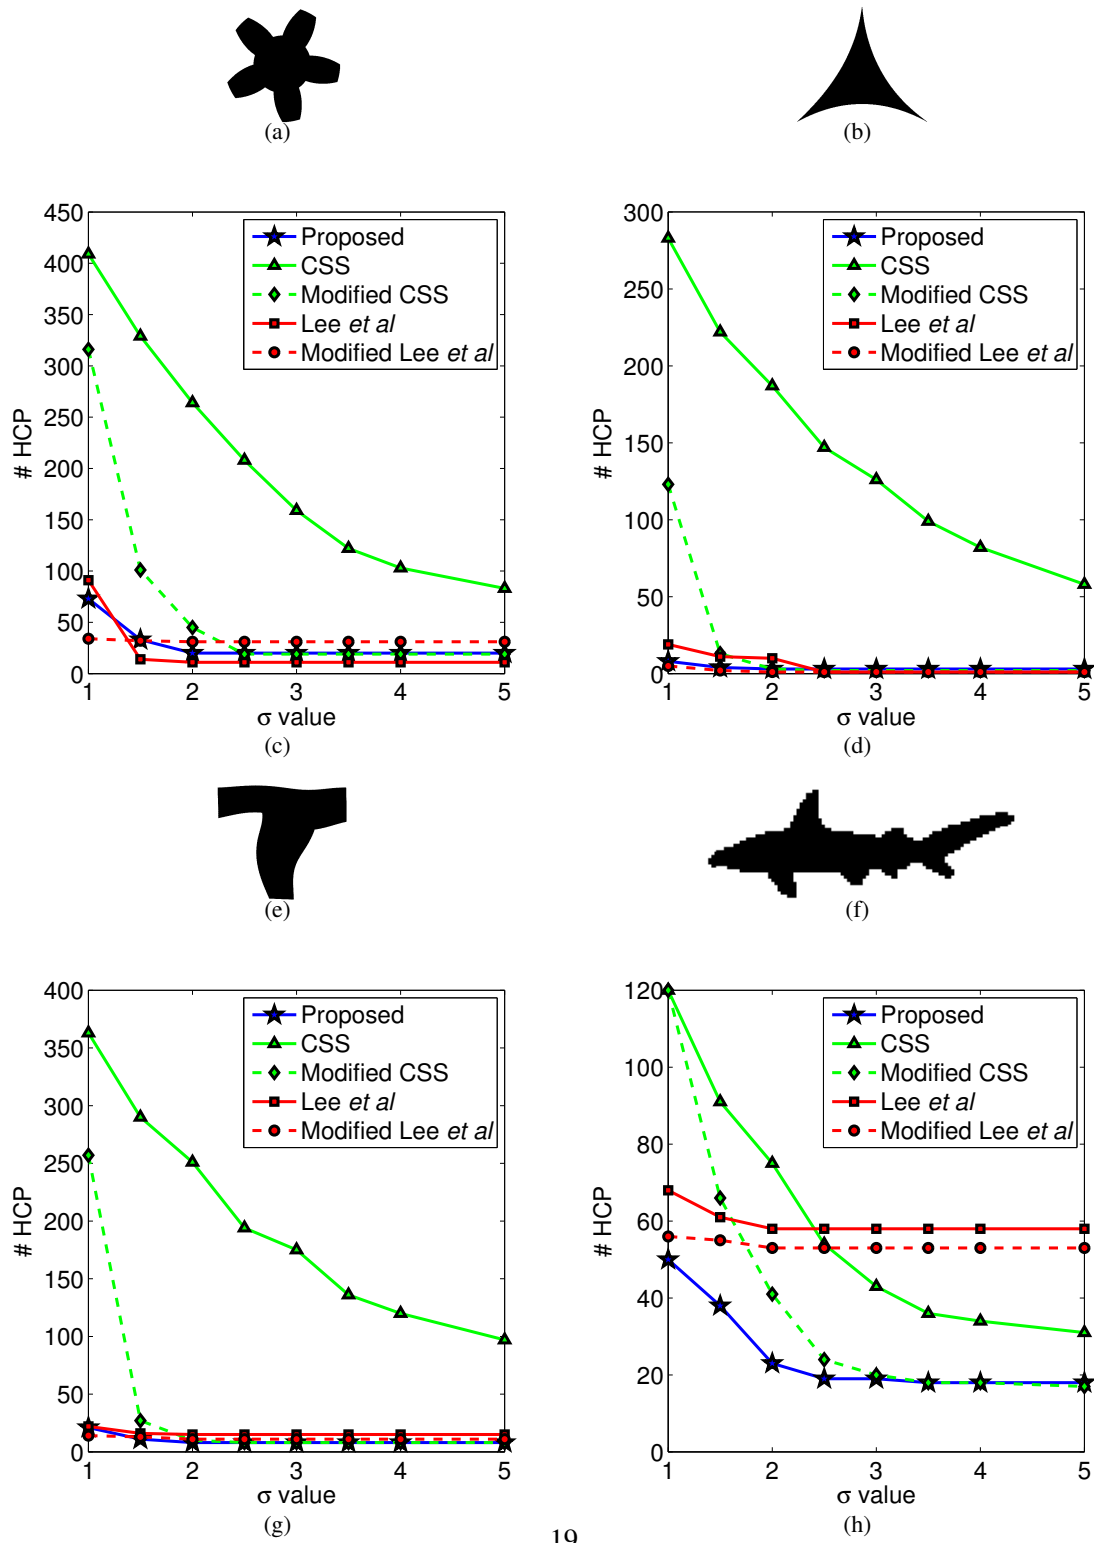 (a)
(b)
450
400
350
300
250
200
150
100
50
0
# HCP
1 2 3 4 5
σ value
Proposed
CSS
Modified CSS
Lee et al
Modified Lee et al
(c)
300
250
200
150
100
50
0
# HCP
1 2 3 4 5
σ value
Proposed
CSS
Modified CSS
Lee et al
Modified Lee et al
(d)
(e)
(f)
400
350
300
250
200
150
100
50
0
# HCP
1 2 3 4 5
σ value
Proposed
CSS
Modified CSS
Lee et al
Modified Lee et al
(g)
120
100
80
60
40
20
0
# HCP
1 2 3 4 5
σ value
Proposed
CSS
Modified CSS
Lee et al
Modified Lee et al
(h)
19